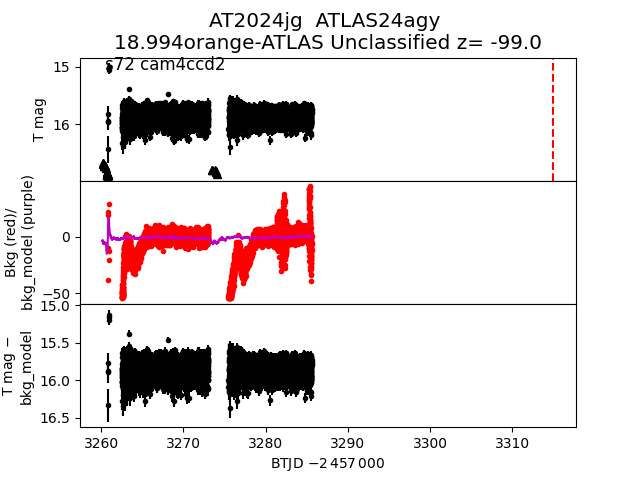 AT2024jg  ATLAS24agy
18.994orange-ATLAS Unclassified z= -99.0
s72 cam4ccd2
15
16
T mag
0
−50
Bkg (red)/
bkg_model (purple)
15.0
15.5
16.0
16.5
T mag −
bkg_model
3260 3270 3280 3290 3300 3310
BTJD −2 457 000